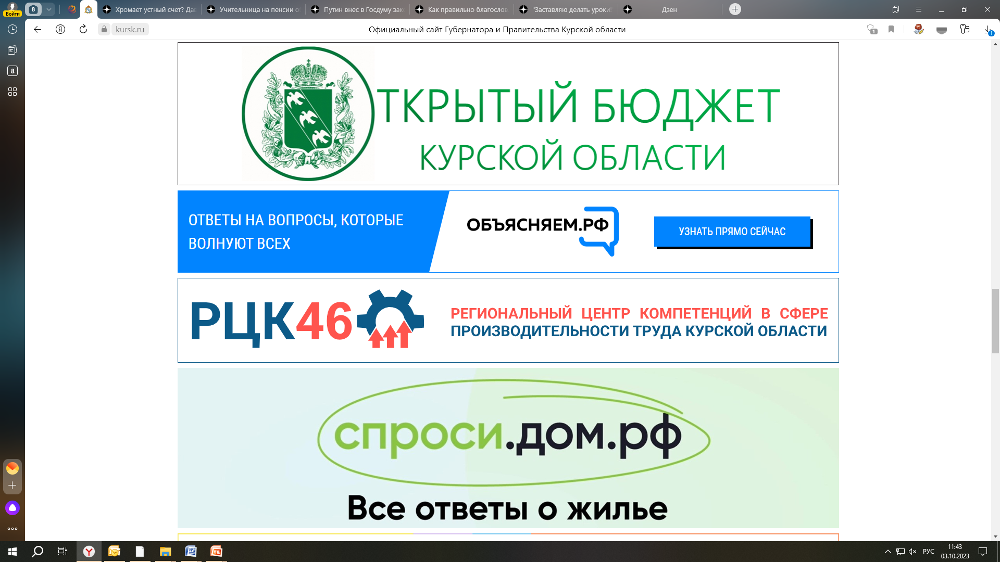 Войти
8
Хромает устный счет? Да
Учительница на пенсии о
Путин внес в Госдуму зак
Как правильно благослов
"Заставляю делать уроки
Дзен
kursk.ru
Официальный сайт Губернатора и Правительства Курской области
1
1
8
ТКРЫТЫЙ БЮДЖЕТ
КУРСКОЙ ОБЛАСТИ
ОТВЕТЫ НА ВОПРОСЫ, КОТОРЫЕ
ВОЛНУЮТ ВСЕХ
ОБЪЯСНЯЕМ.РФ
УЗНАТЬ ПРЯМО СЕЙЧАС
РЦК46
РЕГИОНАЛЬНЫЙ ЦЕНТР КОМПЕТЕНЦИЙ В СФЕРЕ
ПРОИЗВОДИТЕЛЬНОСТИ ТРУДА КУРСКОЙ ОБЛАСТИ
спроси.дом.рф
Все ответы о жилье
РУС
11:43
03.10.2023